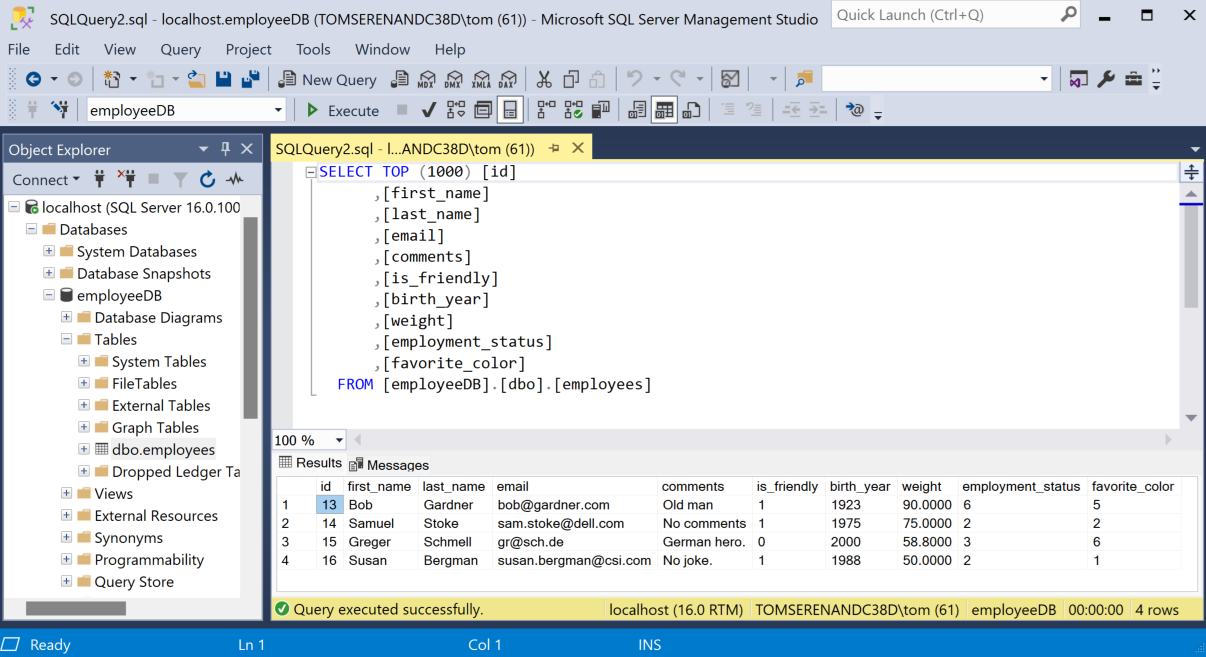 SQLQuery2.sql - localhost.employeeDB (TOMSERENANDC38D\tom (61)) - Microsoft SQL Server Management Studio
Quick Launch (Ctrl+Q)
File Edit View Query Project Tools Window Help
New Query MDX DMX XMLA DAX
employeeDB Execute
Object Explorer
Connect
localhost (SQL Server 16.0.100
Databases
System Databases
Database Snapshots
employeeDB
Database Diagrams
Tables
System Tables
FileTables
External Tables
Graph Tables
dbo.employees
Dropped Ledger Ta
Views
External Resources
Synonyms
Programmability
Query Store
SQLQuery2.sql - l...ANDC38D\tom (61))
SELECT TOP (1000) [id]
,[first_name]
,[last_name]
,[email]
,[comments]
,[is_friendly]
,[birth_year]
,[weight]
,[employment_status]
,[favorite_color]
FROM [employeeDB].[dbo].[employees]
100 %
Results Messages
id first_name last_name email comments is_friendly birth_year weight employment_status favorite_color
1 13 Bob Gardner bob@gardner.com Old man 1 1923 90.0000 6 5
2 14 Samuel Stoke sam.stoke@dell.com No comments 1 1975 75.0000 2 2
3 15 Greger Schmell gr@sch.de German hero. 0 2000 58.8000 3 6
4 16 Susan Bergman susan.bergman@csi.com No joke. 1 1988 50.0000 2 1
Query executed successfully. localhost (16.0 RTM) TOMSERENANDC38D\tom (61) employeeDB 00:00:00 4 rows
Ready Ln 1 Col 1 INS